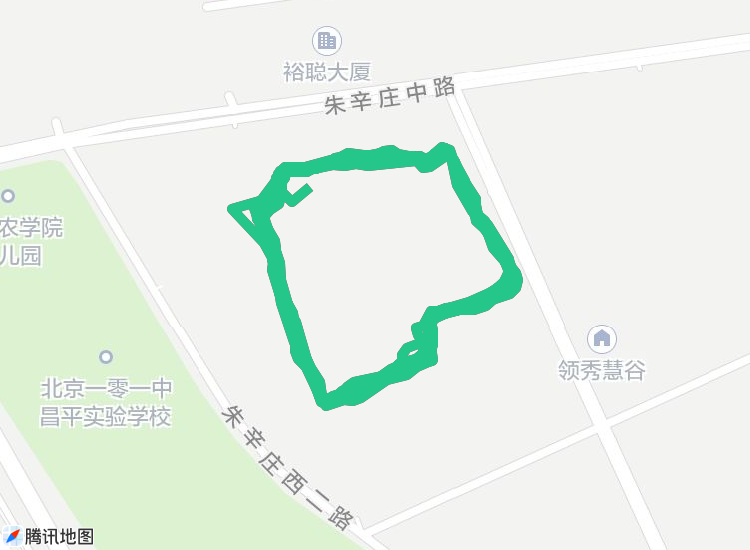 裕聪大厦
朱辛庄中路
农学院
儿园
领秀慧谷
北京一零一中
昌平实验学校
朱辛庄西二路
腾讯地图